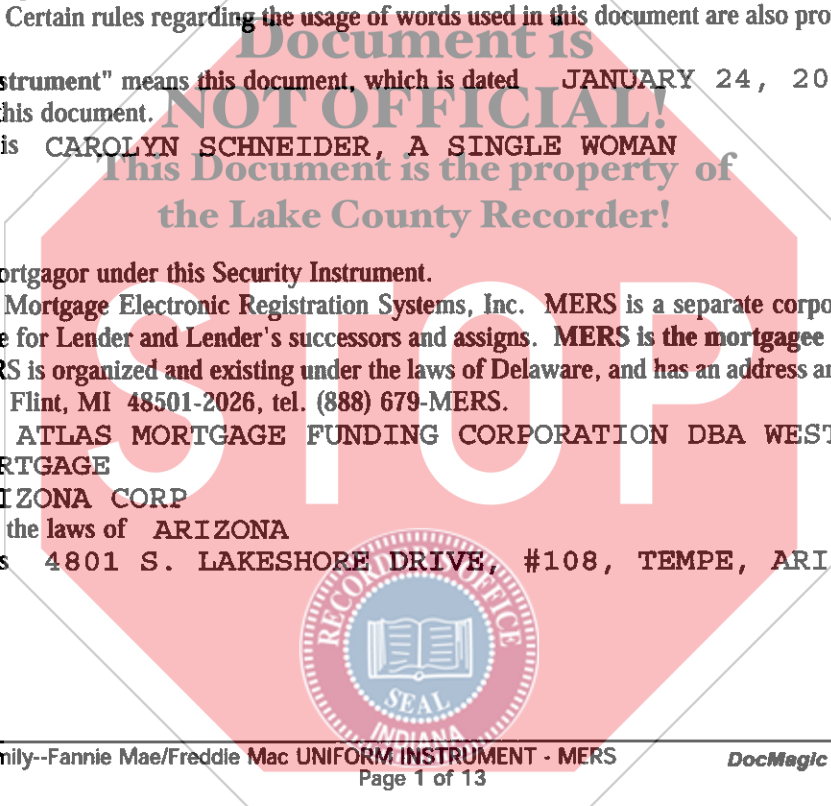 Certain rules regarding the usage of words used in this document are also pro
Document is
strument" means this document, which is dated JANUARY 24, 20
NOT OFFICIAL!
this document.
is CAROLYN SCHNEIDER, A SINGLE WOMAN
This Document is the property of
the Lake County Recorder!
ortgagor under this Security Instrument.
Mortgage Electronic Registration Systems, Inc. MERS is a separate corpo
e for Lender and Lender's successors and assigns. MERS is the mortgagee
RS is organized and existing under the laws of Delaware, and has an address an
Flint, MI 48501-2026, tel. (888) 679-MERS.
STOP
ATLAS MORTGAGE FUNDING CORPORATION DBA WEST
RTGAGE
IZONA CORP
the laws of ARIZONA
s 4801 S. LAKESHORE DRIVE, #108, TEMPE, ARI
RECORDER'S OFFICE
SEAL
INDIANA
mily--Fannie Mae/Freddie Mac UNIFORM INSTRUMENT - MERS
DocMagic
Page 1 of 13